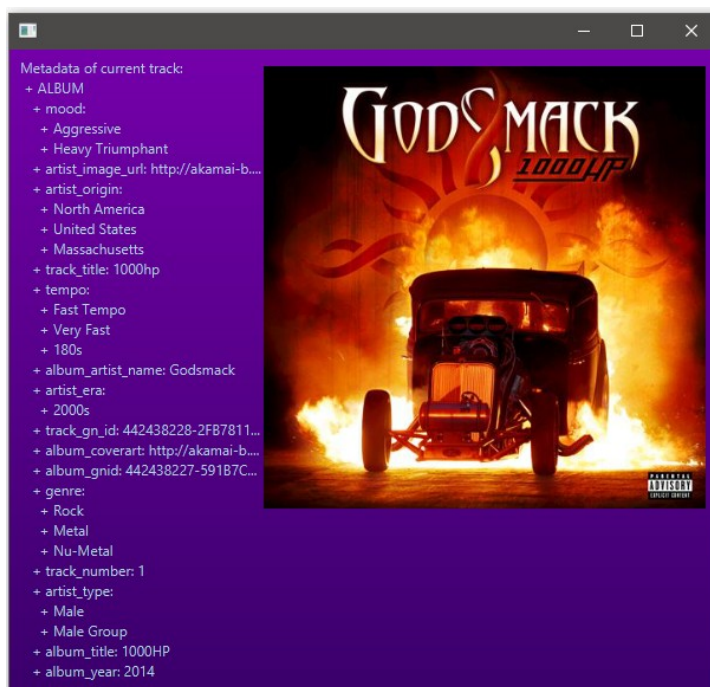 Metadata of current track:
+ ALBUM
+ mood:
+ Aggressive
+ Heavy Triumphant
+ artist_image_url: http://akamai-b....
+ artist_origin:
+ North America
+ United States
+ Massachusetts
+ track_title: 1000hp
+ tempo:
+ Fast Tempo
+ Very Fast
+ 180s
+ album_artist_name: Godsmack
+ artist_era:
+ 2000s
+ track_gn_id: 442438228-2FB7811...
+ album_coverart: http://akamai-b....
+ album_gnid: 442438227-591B7C...
+ genre:
+ Rock
+ Metal
+ Nu-Metal
+ track_number: 1
+ artist_type:
+ Male
+ Male Group
+ album_title: 1000HP
+ album_year: 2014
GODSMACK
1000HP
PARENTAL
ADVISORY
EXPLICIT CONTENT